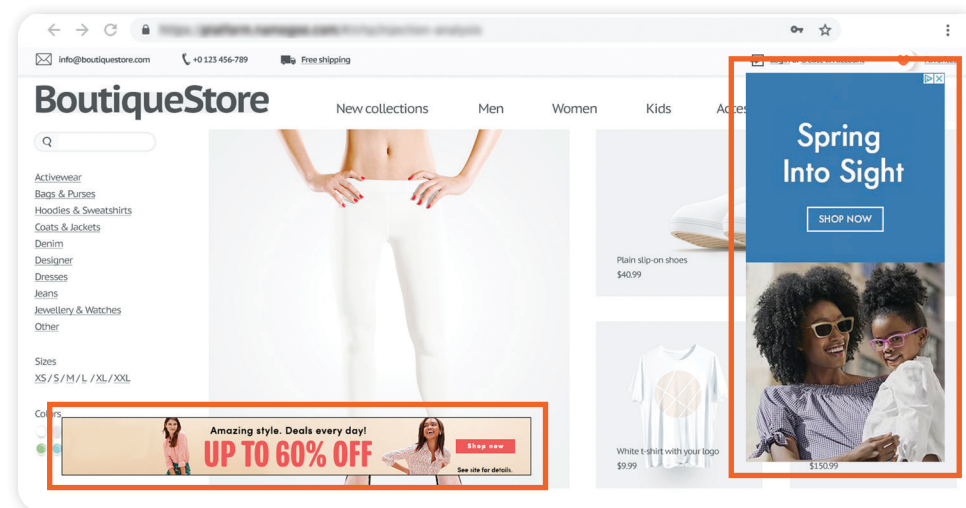 info@boutiquestore.com
+0 123 456-789
Free shipping
BoutiqueStore
New collections
Men
Women
Kids
Activewear
Bags & Purses
Hoodies & Sweatshirts
Coats & Jackets
Denim
Designer
Dresses
Jeans
Jewellery & Watches
Other
Sizes
XS / S / M / L / XL / XXL
Colors
Plain slip-on shoes
$40.99
White t-shirt with your logo
$9.99
$150.99
Spring
Into Sight
SHOP NOW
Amazing style. Deals every day!
UP TO 60% OFF
Shop now
See site for details.